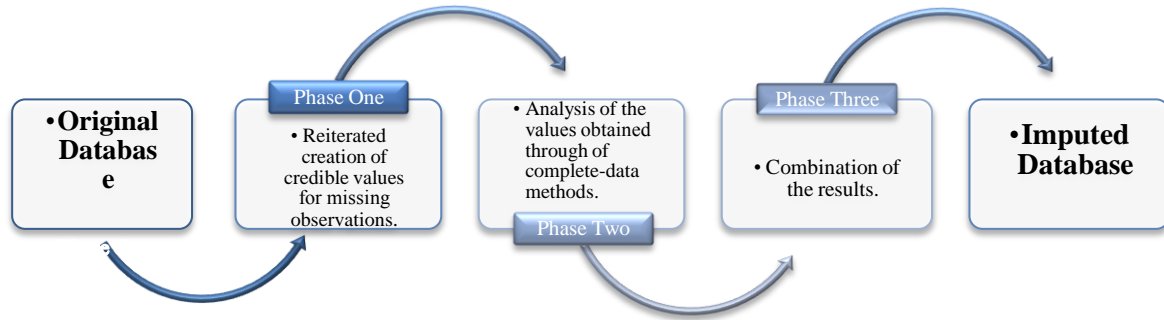 •Original
Databas
e
Phase One
• Reiterated
creation of
credible values
for missing
observations.
• Analysis of the
values obtained
through of
complete-data
methods.
Phase Two
Phase Three
• Combination of
the results.
•Imputed
Database